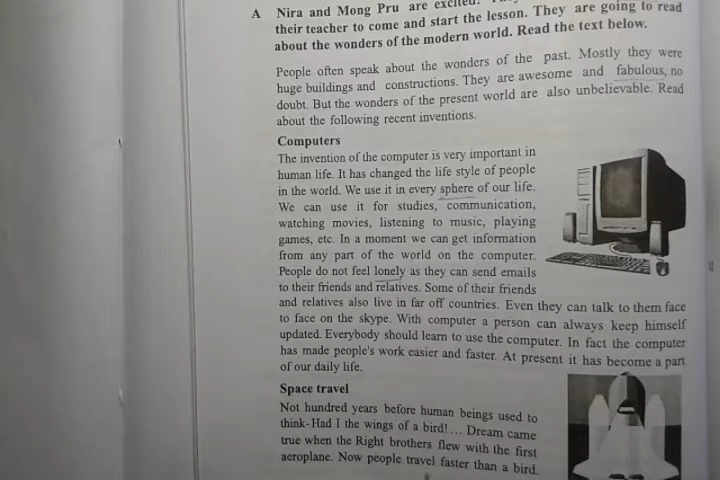 A Nira and Mong Pru are excited.
their teacher to come and start the lesson. They are going to read
about the wonders of the modern world. Read the text below.
People often speak about the wonders of the past. Mostly they were
huge buildings and constructions. They are awesome and fabulous, no
doubt. But the wonders of the present world are also unbelievable. Read
about the following recent inventions.
Computers
The invention of the computer is very important in
human life. It has changed the life style of people
in the world. We use it in every sphere of our life.
We can use it for studies, communication,
watching movies, listening to music, playing
games, etc. In a moment we can get information
from any part of the world on the computer.
People do not feel lonely as they can send emails
to their friends and relatives. Some of their friends
and relatives also live in far off countries. Even they can talk to them face
to face on the skype. With computer a person can always keep himself
updated. Everybody should learn to use the computer. In fact the computer
has made people's work easier and faster. At present it has become a part
of our daily life.
Space travel
Not hundred years before human beings used to
think-Had I the wings of a bird!... Dream came
true when the Right brothers flew with the first
aeroplane. Now people travel faster than a bird.